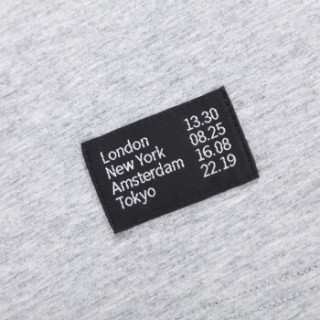 London 13.30
New York 08.25
Amsterdam 16.08
Tokyo 22.19